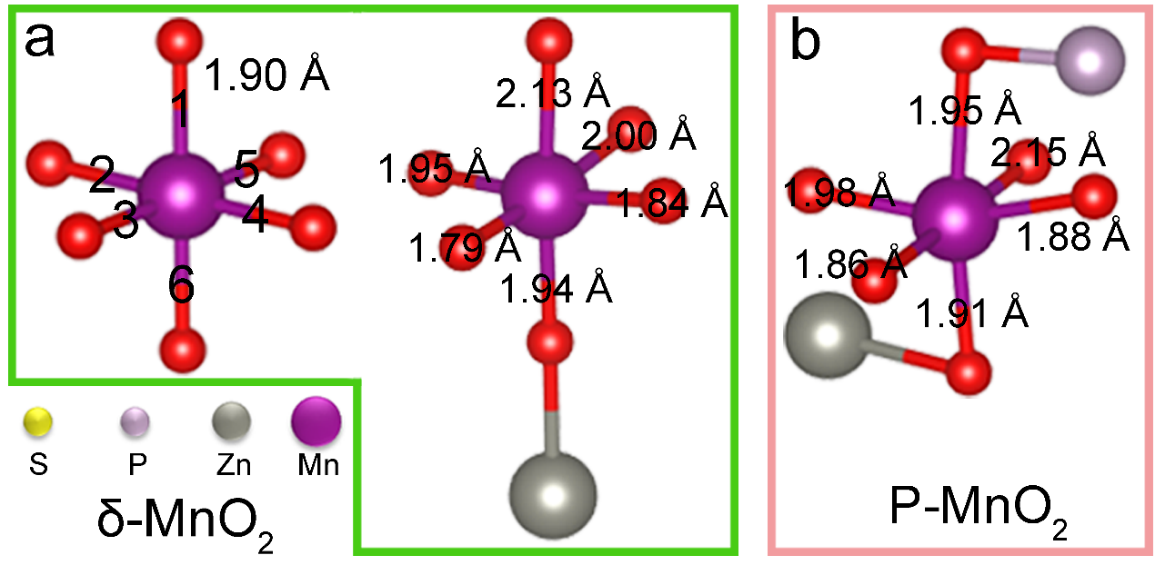 a
1.90 Å
1
2
3
4
5
6
2.13 Å
2.00 Å
1.95 Å
1.84 Å
1.79 Å
1.94 Å
S
P
Zn
Mn
δ-MnO₂
b
1.95 Å
2.15 Å
1.98 Å
1.88 Å
1.86 Å
1.91 Å
P-MnO₂